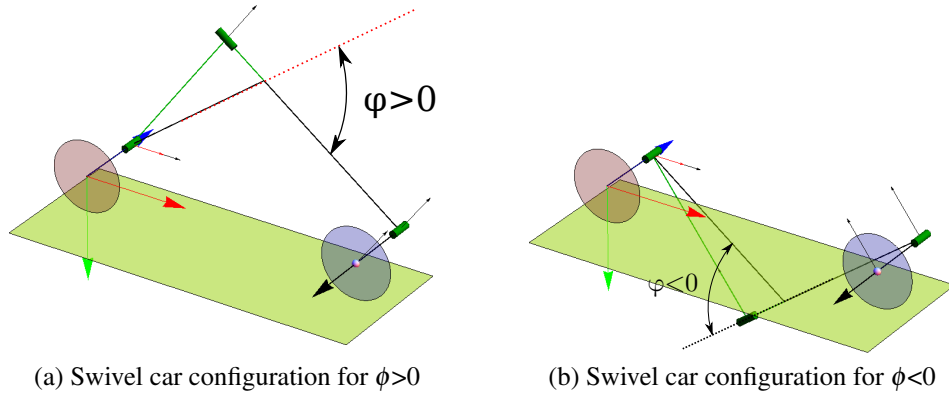 φ>0
φ<0
(a) Swivel car configuration for ϕ>0
(b) Swivel car configuration for ϕ<0